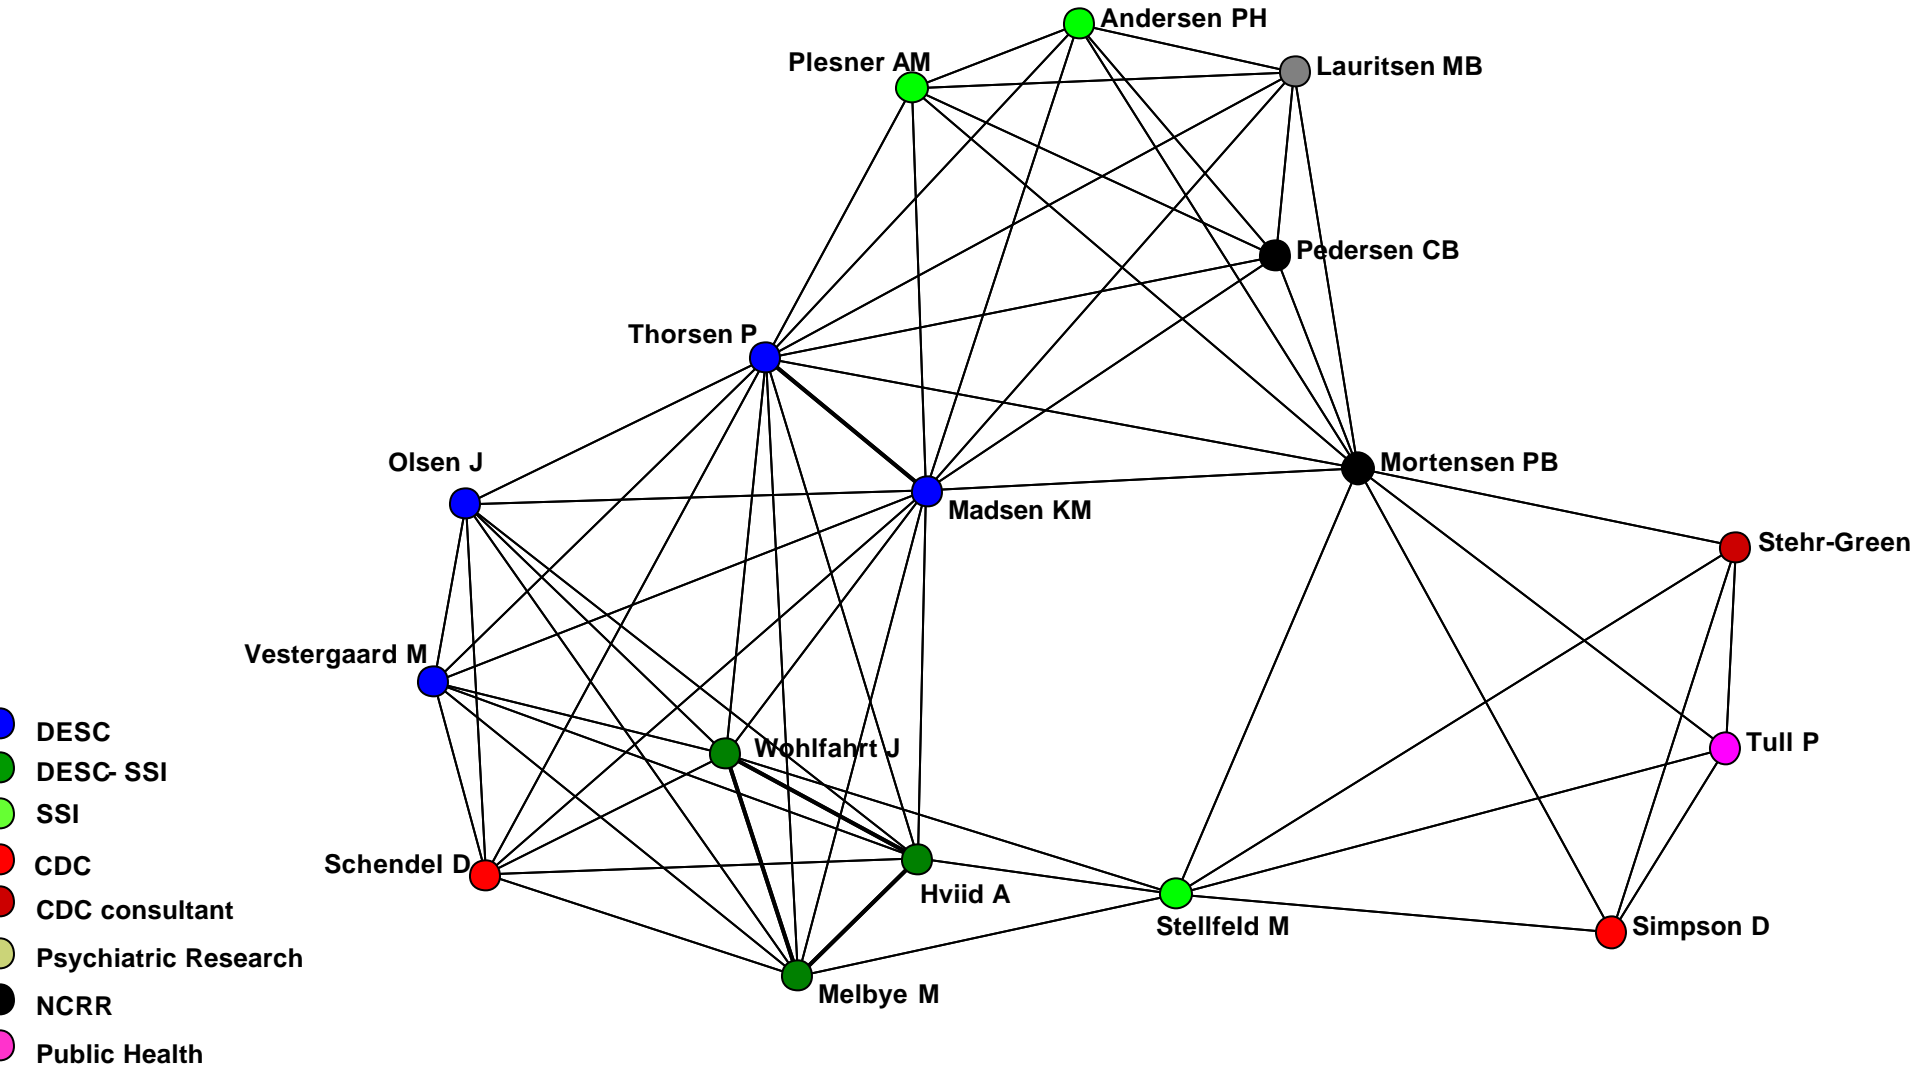 Andersen PH
Plesner AM
Lauritsen MB
Pedersen CB
Thorsen P
Olsen J
Mortensen PB
Madsen KM
Stehr-Green
Vestergaard M
Tull P
Wohlfahrt J
Schendel D
Hviid A
Stellfeld M
Simpson D
Melbye M
DESC
DESC- SSI
SSI
CDC
CDC consultant
Psychiatric Research
NCRR
Public Health